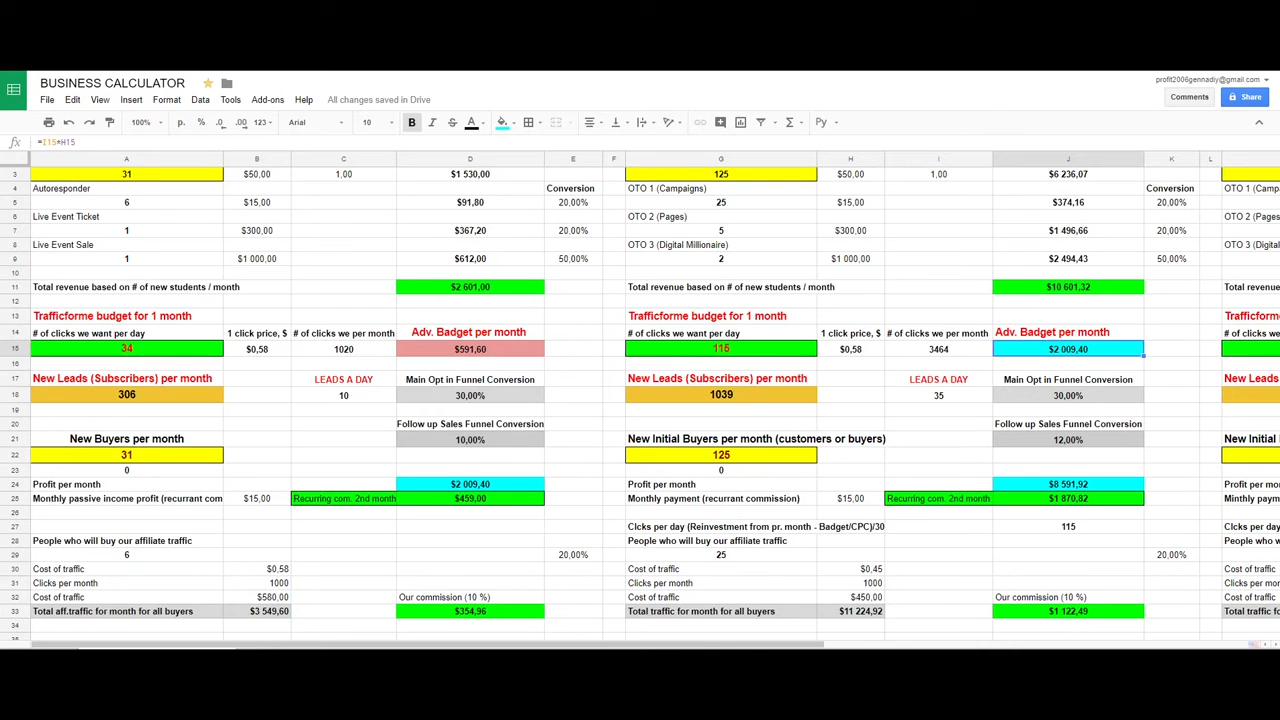 BUSINESS CALCULATOR
profit2006gennadiy@gmail.com
File Edit View Insert Format Data Tools Add-ons Help All changes saved in Drive
Comments Share
100% p. % .0 .00 123 Arial 10 B I S A Σ Py
fx =I15*H15
A B C D E F G H I J K L
3 31 $50,00 1,00 $1 530,00 125 $50,00 1,00 $6 236,07
4 Autoresponder Conversion OTO 1 (Campaigns) Conversion OTO 1 (Camp
5 6 $15,00 $91,80 20,00% 25 $15,00 $374,16 20,00%
6 Live Event Ticket OTO 2 (Pages) OTO 2 (Pages)
7 1 $300,00 $367,20 20,00% 5 $300,00 $1 496,66 20,00%
8 Live Event Sale OTO 3 (Digital Millionaire) OTO 3 (Digital
9 1 $1 000,00 $612,00 50,00% 2 $1 000,00 $2 494,43 50,00%
10
11 Total revenue based on # of new students / month $2 601,00 Total revenue based on # of new students / month $10 601,32 Total revenue
12
13 Trafficforme budget for 1 month Trafficforme budget for 1 month Trafficforme
14 # of clicks we want per day 1 click price, $ # of clicks we per month Adv. Badget per month # of clicks we want per day 1 click price, $ # of clicks we per month Adv. Badget per month # of clicks we
15 34 $0,58 1020 $591,60 115 $0,58 3464 $2 009,40
16
17 New Leads (Subscribers) per month LEADS A DAY Main Opt in Funnel Conversion New Leads (Subscribers) per month LEADS A DAY Main Opt in Funnel Conversion New Leads
18 306 10 30,00% 1039 35 30,00%
19
20 Follow up Sales Funnel Conversion Follow up Sales Funnel Conversion
21 New Buyers per month 10,00% New Initial Buyers per month (customers or buyers) 12,00% New Initial
22 31 125
23 0 0
24 Profit per month $2 009,40 Profit per month $8 591,92 Profit per mo
25 Monthly passive income profit (recurrant com $15,00 Recurring com. 2nd month $459,00 Monthly payment (recurrant commission) $15,00 Recurring com. 2nd month $1 870,82 Minthly paym
26
27 Clcks per day (Reinvestment from pr. month - Budget/CPC)/30 115 Clcks per day
28 People who will buy our affiliate traffic People who will buy our affiliate traffic People who wi
29 6 20,00% 25 20,00%
30 Cost of traffic $0,58 Cost of traffic $0,45 Cost of traffic
31 Clicks per month 1000 Clicks per month 1000 Clicks per mo
32 Cost of traffic $580,00 Our commission (10 %) Cost of traffic $450,00 Our commission (10 %) Cost of traffic
33 Total aff.traffic for month for all buyers $3 549,60 $354,96 Total traffic for month for all buyers $11 224,92 $1 122,49 Total traffic fo
34